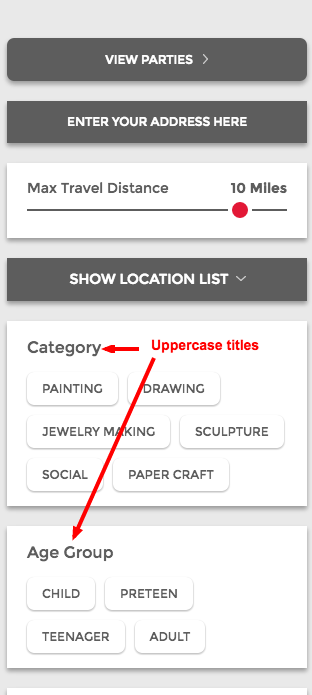 VIEW PARTIES
ENTER YOUR ADDRESS HERE
Max Travel Distance 10 Miles
SHOW LOCATION LIST
Category Uppercase titles
PAINTING DRAWING
JEWELRY MAKING SCULPTURE
SOCIAL PAPER CRAFT
Age Group
CHILD PRETEEN
TEENAGER ADULT